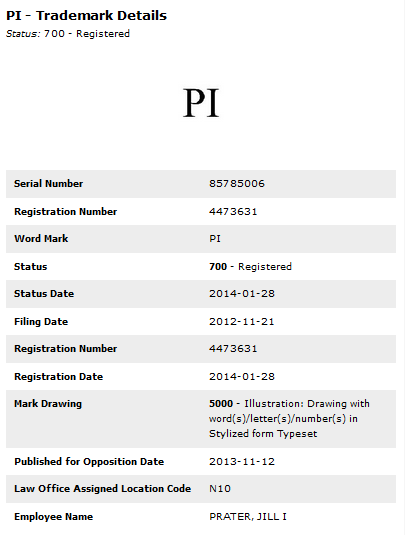 PI - Trademark Details
Status: 700 - Registered
PI
Serial Number 85785006
Registration Number 4473631
Word Mark PI
Status 700 - Registered
Status Date 2014-01-28
Filing Date 2012-11-21
Registration Number 4473631
Registration Date 2014-01-28
Mark Drawing 5000 - Illustration: Drawing with
word(s)/letter(s)/number(s) in
Stylized form Typeset
Published for Opposition Date 2013-11-12
Law Office Assigned Location Code N10
Employee Name PRATER, JILL I